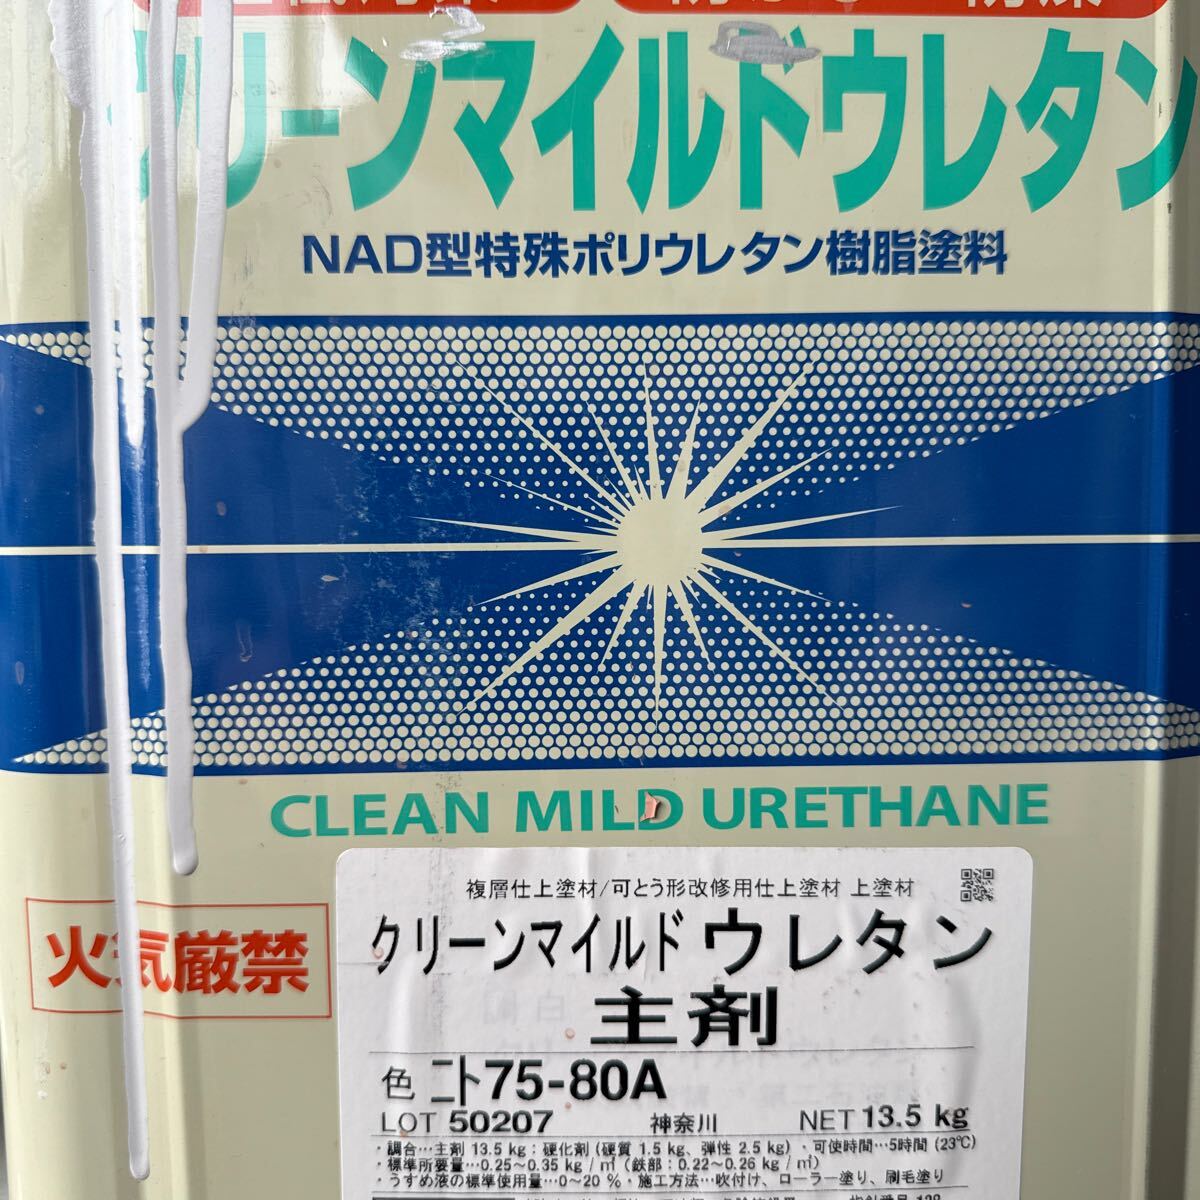 クリーンマイルドウレタン
NAD型特殊ポリウレタン樹脂塗料
CLEAN MILD URETHANE
火気厳禁
複層仕上塗材/可とう形改修用仕上塗材 上塗材
クリーンマイルドウレタン
主剤
色 ニト75-80A
LOT 50207 神奈川 NET 13.5 kg
・調合…主剤 13.5 kg : 硬化剤 (硬質 1.5 kg、弾性 2.5 kg) ・可使時間…5時間 (23℃)
・標準所要量…0.25~0.35 kg / ㎡ (鉄部 : 0.22~0.26 kg / ㎡)
・うすめ液の標準使用量…0~20 % ・施工方法…吹付け、ローラー塗り、刷毛塗り